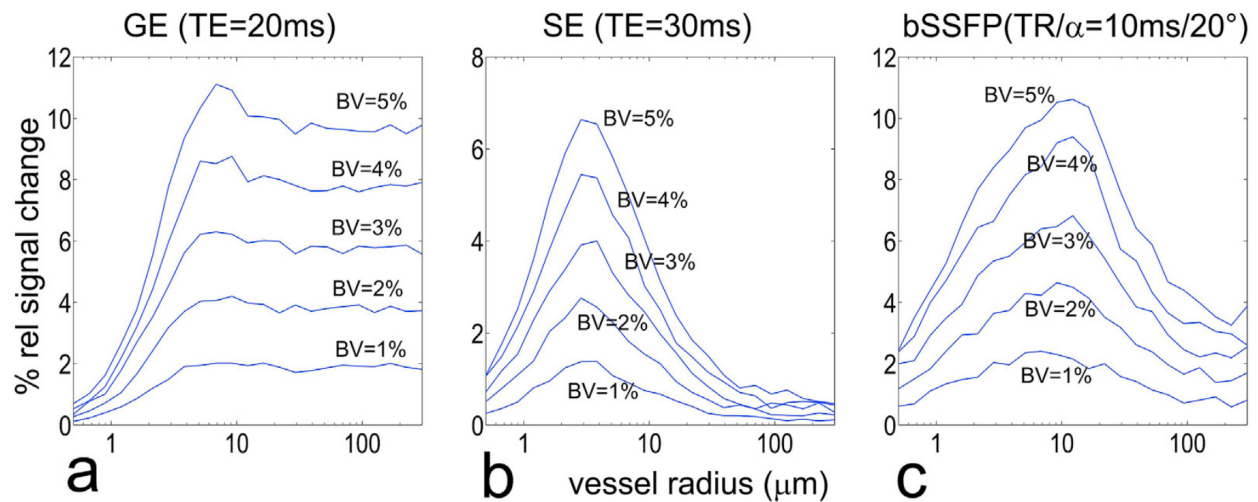 GE (TE=20ms)
SE (TE=30ms)
bSSFP(TR/α=10ms/20°)
% rel signal change
12
10
8
6
4
2
0
BV=5%
BV=4%
BV=3%
BV=2%
BV=1%
1
10
100
a
8
6
4
2
0
BV=5%
BV=4%
BV=3%
BV=2%
BV=1%
1
10
100
b
vessel radius (μm)
12
10
8
6
4
2
0
BV=5%
BV=4%
BV=3%
BV=2%
BV=1%
1
10
100
c